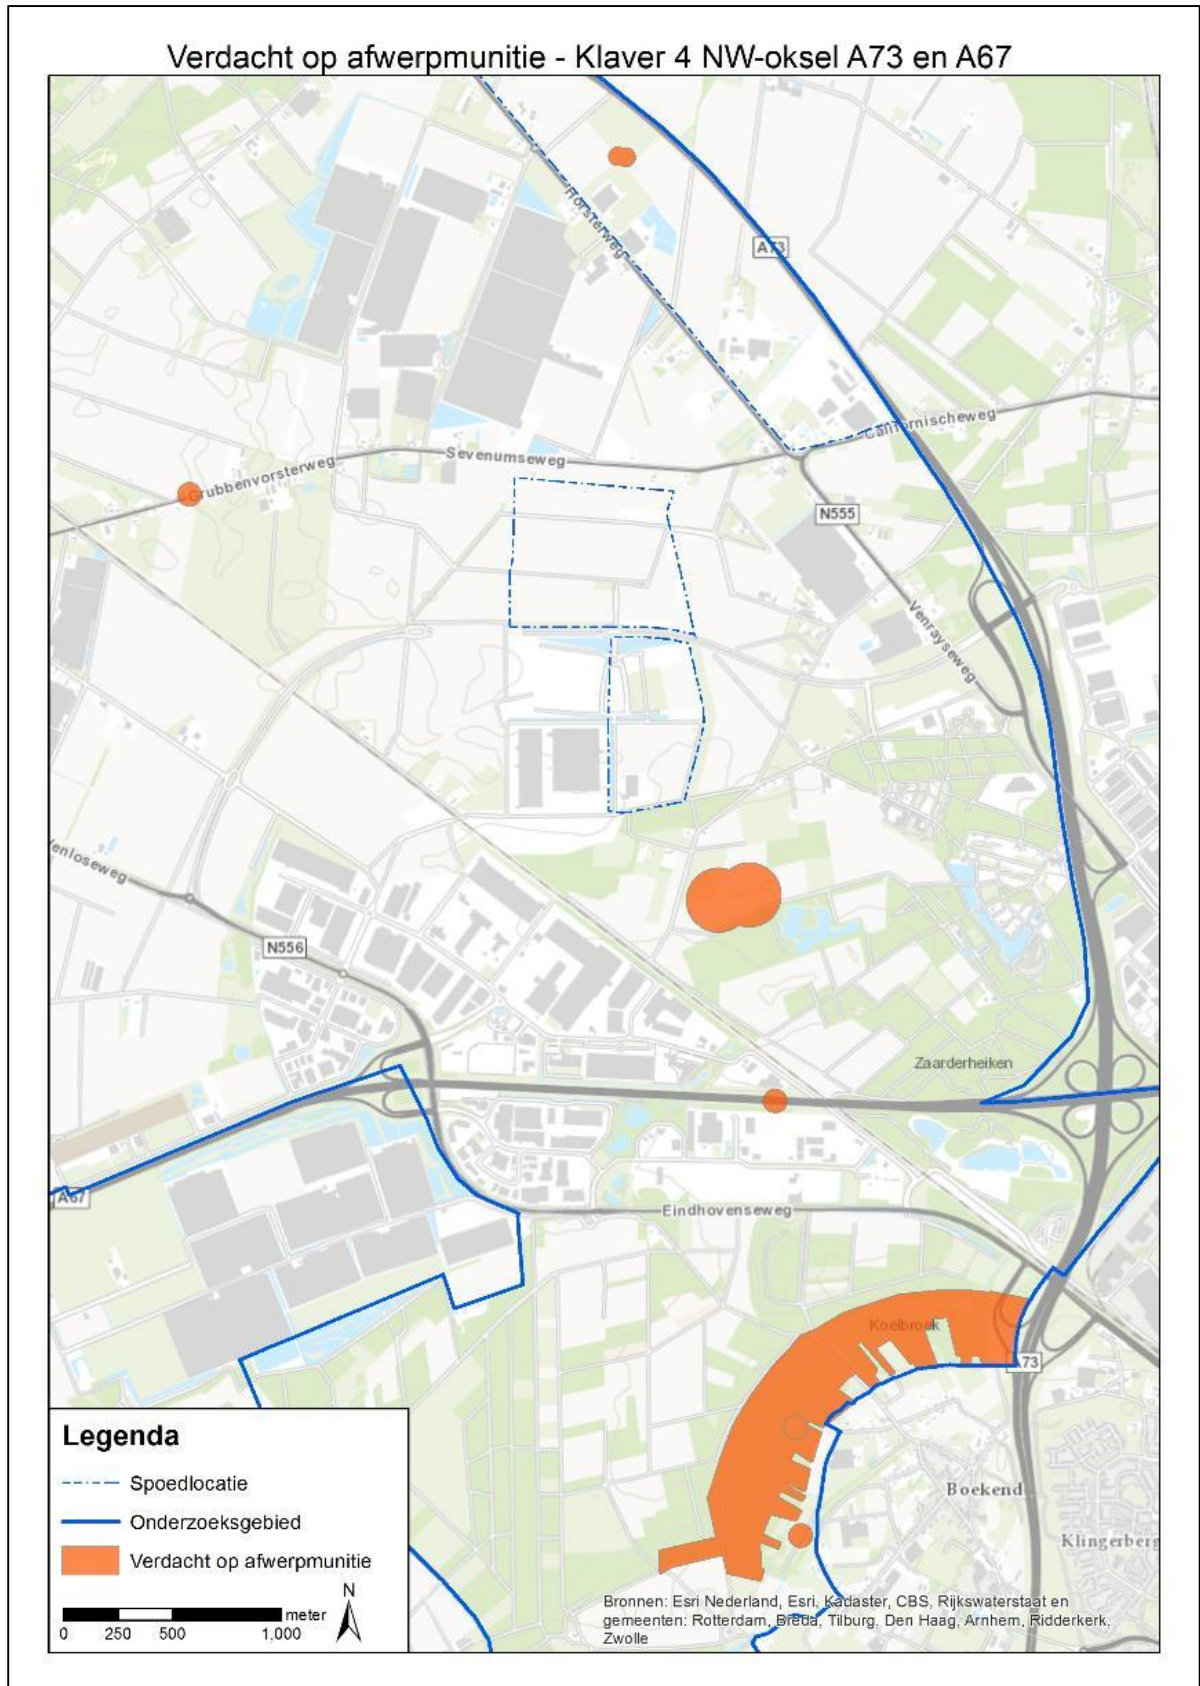 Verdacht op afwerpmunitie - Klaver 4 NW-oksel A73 en A67
Horsterweg
A73
Californischeweg
Sevenumseweg
Grubbenvorsterweg
N555
Venrayseweg
Venloseweg
N556
Zaarderheiken
A67
Eindhovenseweg
Koelbroek
A73
Boekend
Klingerberg
Legenda
Spoedlocatie
Onderzoeksgebied
Verdacht op afwerpmunitie
N
meter
0 250 500 1,000
Bronnen: Esri Nederland, Esri, Kadaster, CBS, Rijkswaterstaat en
gemeenten: Rotterdam, Breda, Tilburg, Den Haag, Arnhem, Ridderkerk,
Zwolle